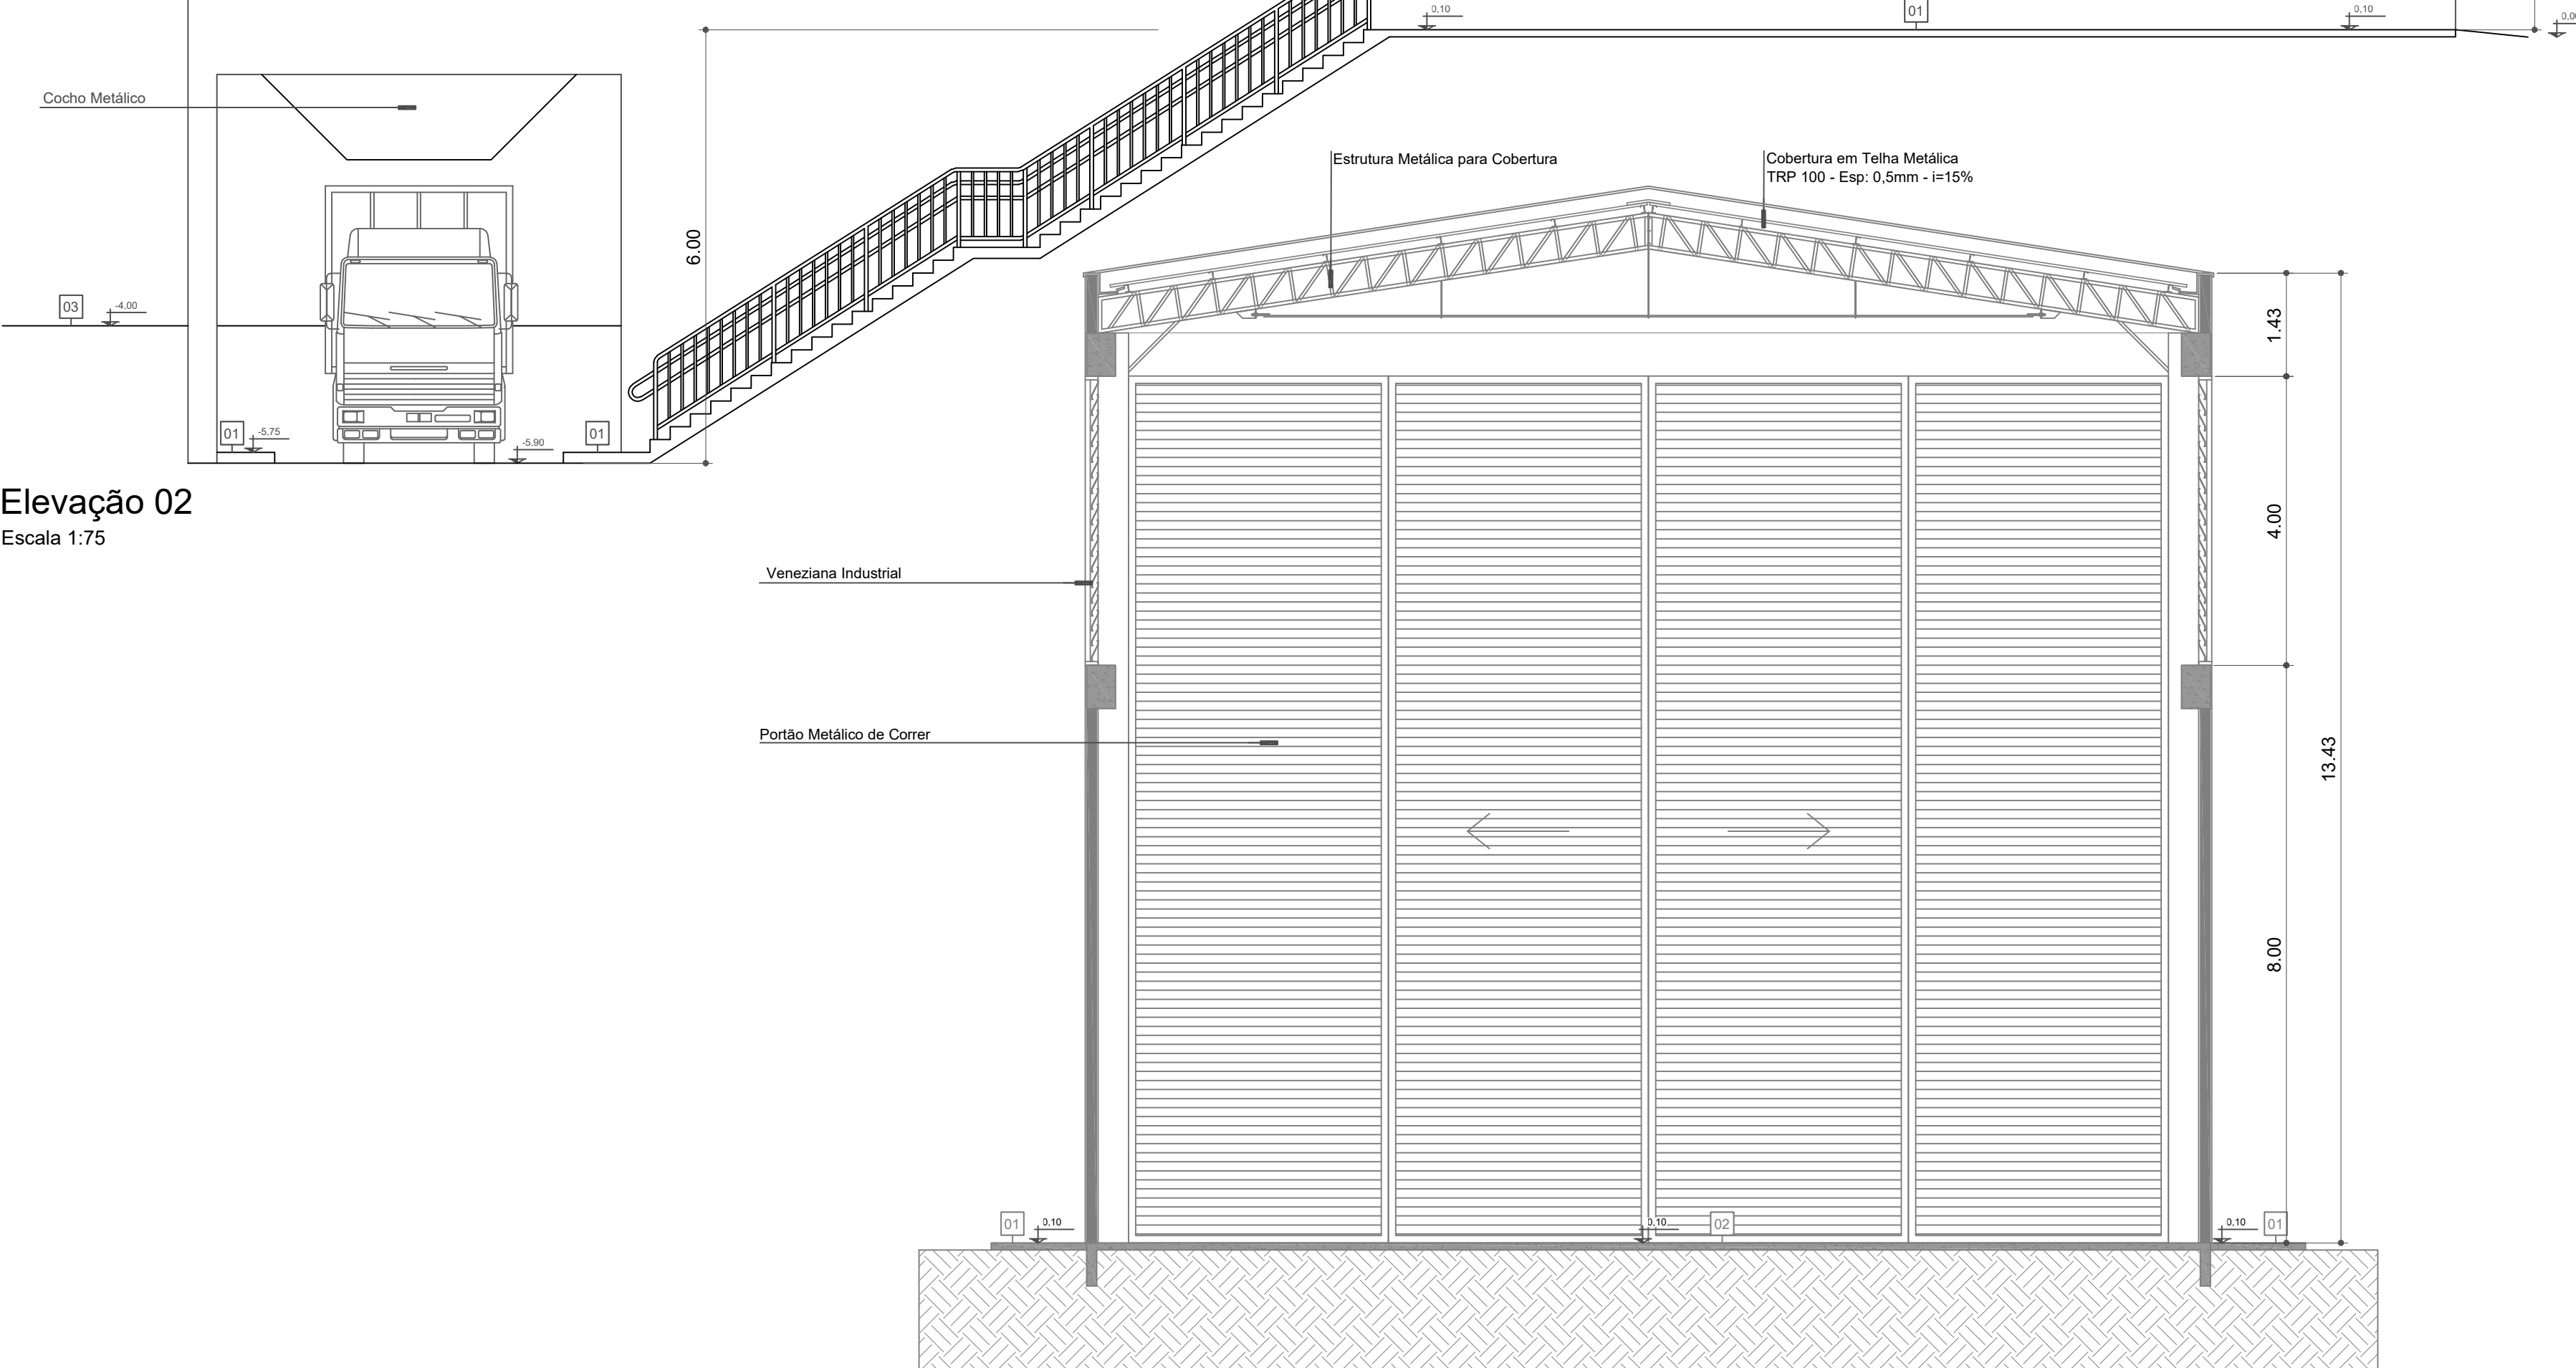 0,10
01
0,10
Cocho Metálico
Estrutura Metálica para Cobertura
Cobertura em Telha Metálica
TRP 100 - Esp: 0,5mm - i=15%
6.00
03
-4.00
1.43
01
-5,75
-5,90
01
Elevação 02
Escala 1:75
4.00
Veneziana Industrial
Portão Metálico de Correr
13.43
8.00
01
0,10
0,10
02
0,10
01